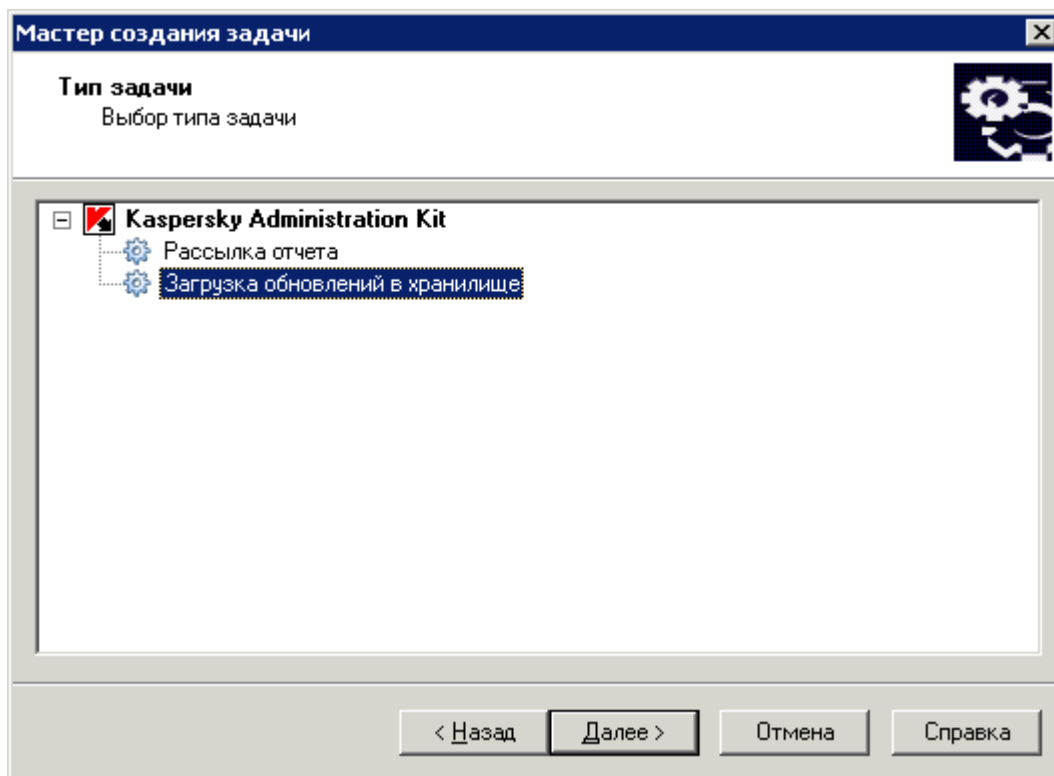 Мастер создания задачи
Тип задачи
Выбор типа задачи
Kaspersky Administration Kit
Рассылка отчета
Загрузка обновлений в хранилище
< Назад
Далее >
Отмена
Справка